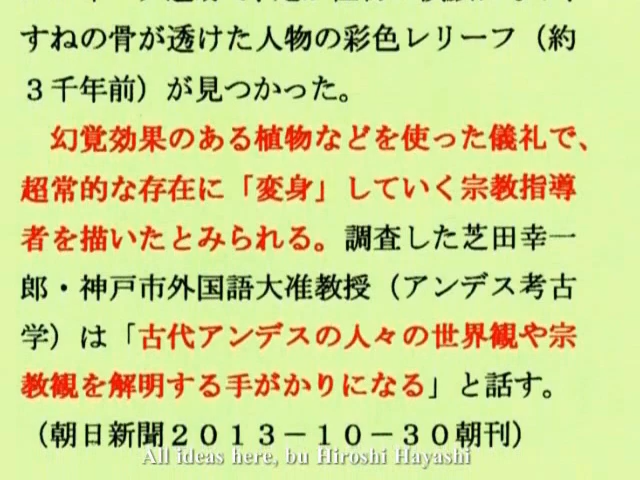 すねの骨が透けた人物の彩色レリーフ（約
３千年前）が見つかった。
幻覚効果のある植物などを使った儀礼で、
超常的な存在に「変身」していく宗教指導
者を描いたとみられる。調査した芝田幸一
郎・神戸市外国語大准教授（アンデス考古
学）は「古代アンデスの人々の世界観や宗
教観を解明する手がかりになる」と話す。
（朝日新聞２０１３－１０－３０朝刊）
All ideas here, bu Hiroshi Hayashi